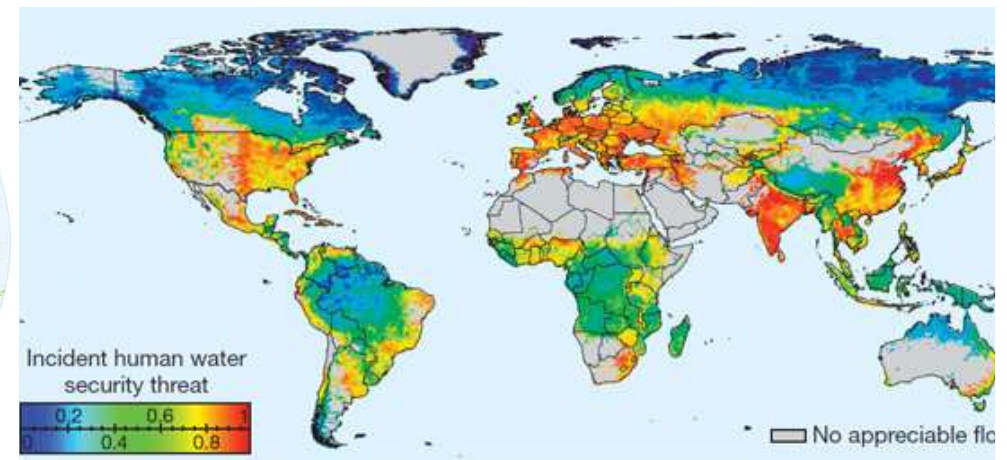 Incident human water
security threat
0.2 0.6 1
0 0.4 0.8
No appreciable flo